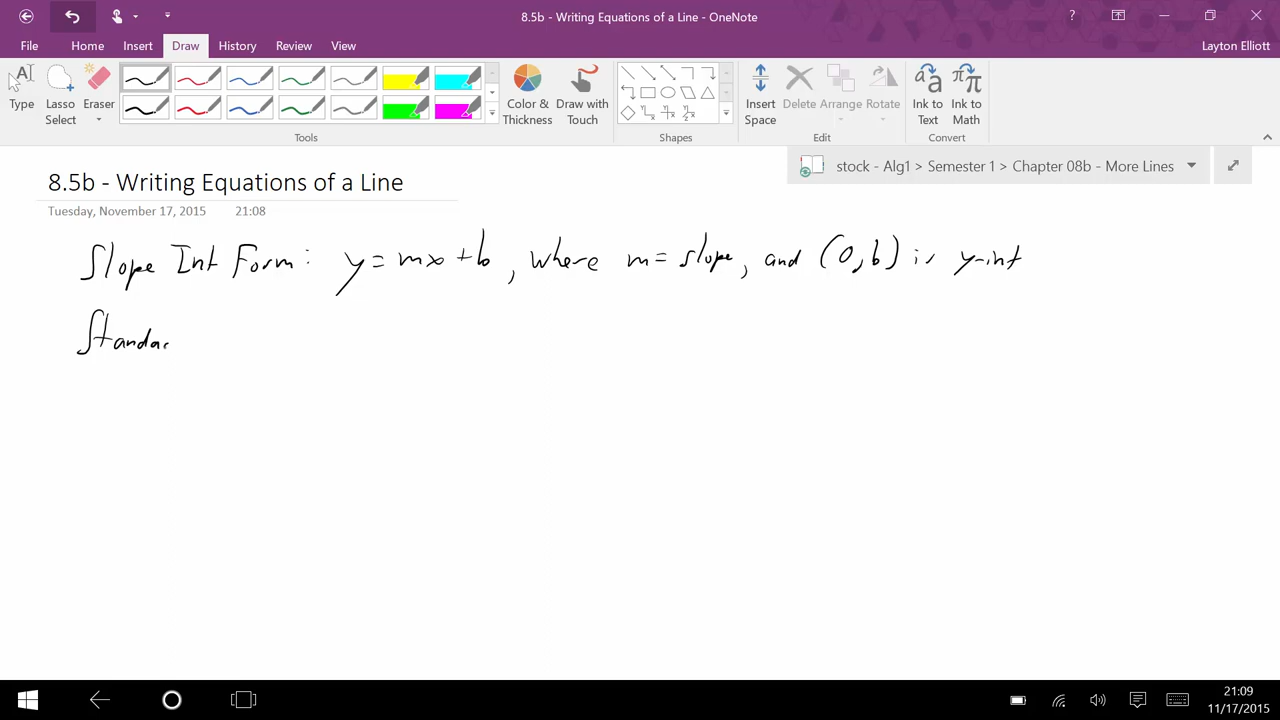 8.5b - Writing Equations of a Line - OneNote
?
Layton Elliott
File Home Insert Draw History Review View
Type
Lasso Select
Eraser
Color & Thickness
Draw with Touch
Insert Space
Delete
Arrange
Rotate
Ink to Text
Ink to Math
Tools
Shapes
Edit
Convert
stock - Alg1 > Semester 1 > Chapter 08b - More Lines
8.5b - Writing Equations of a Line
Tuesday, November 17, 2015 21:08
Slope Int Form: y = mx + b, where m = slope, and (0, b) is y-int
Standar
21:09
11/17/2015